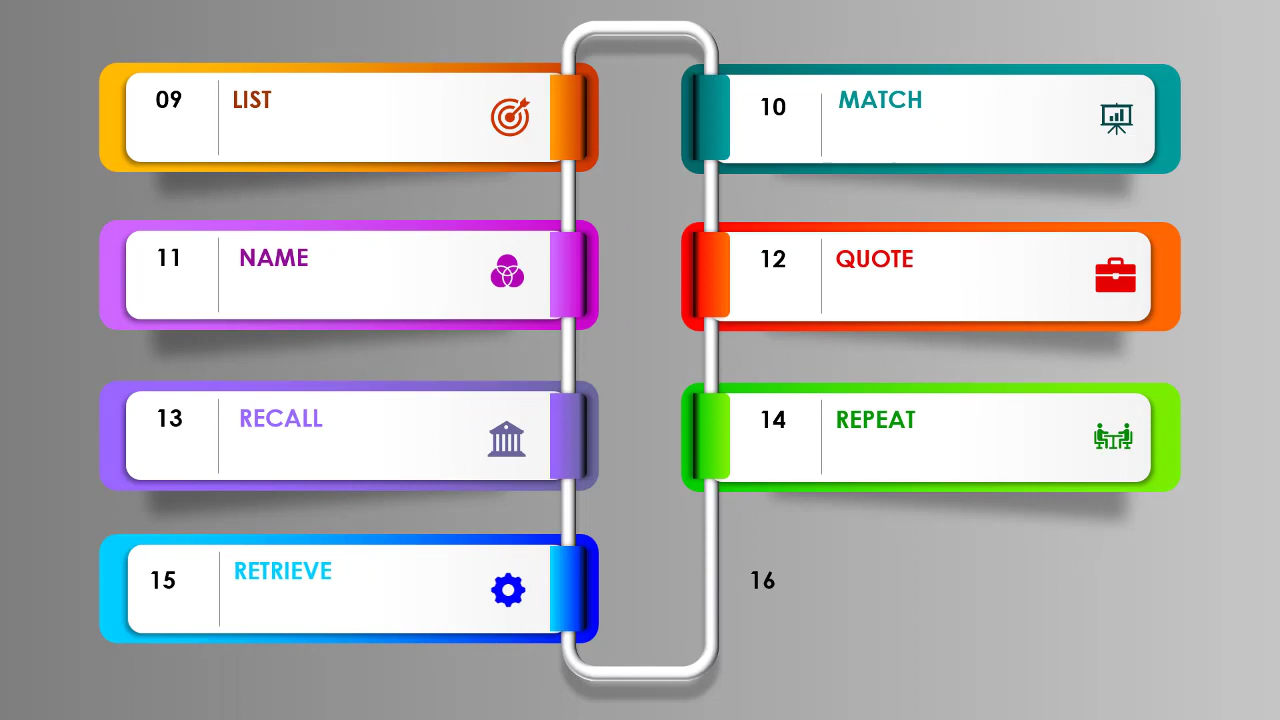 09 LIST
10 MATCH
11 NAME
12 QUOTE
13 RECALL
14 REPEAT
15 RETRIEVE
16